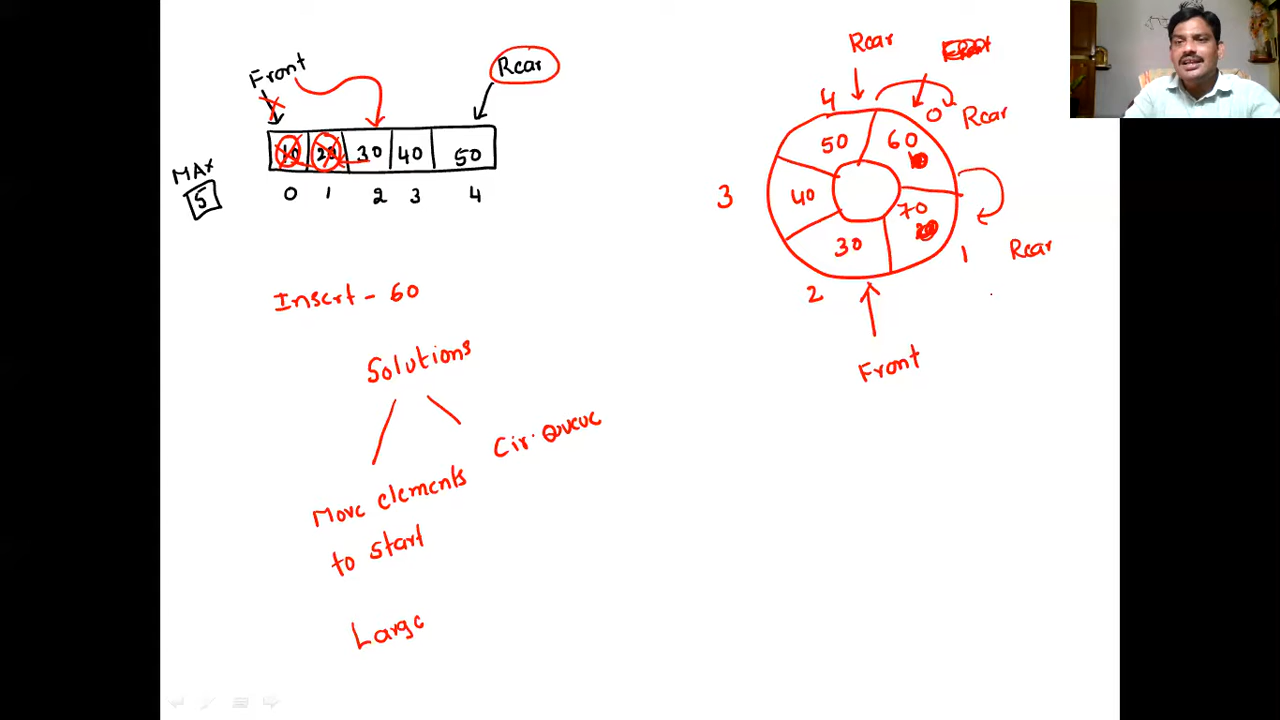 Front
Rear
10 20 30 40 50
MAX
5
0 1 2 3 4
Insert - 60
Solutions
Cir. Queue
Move elements
to start
Large
Rear
4
0
Rear
50
60
3
40
70
30
1
Rear
2
Front